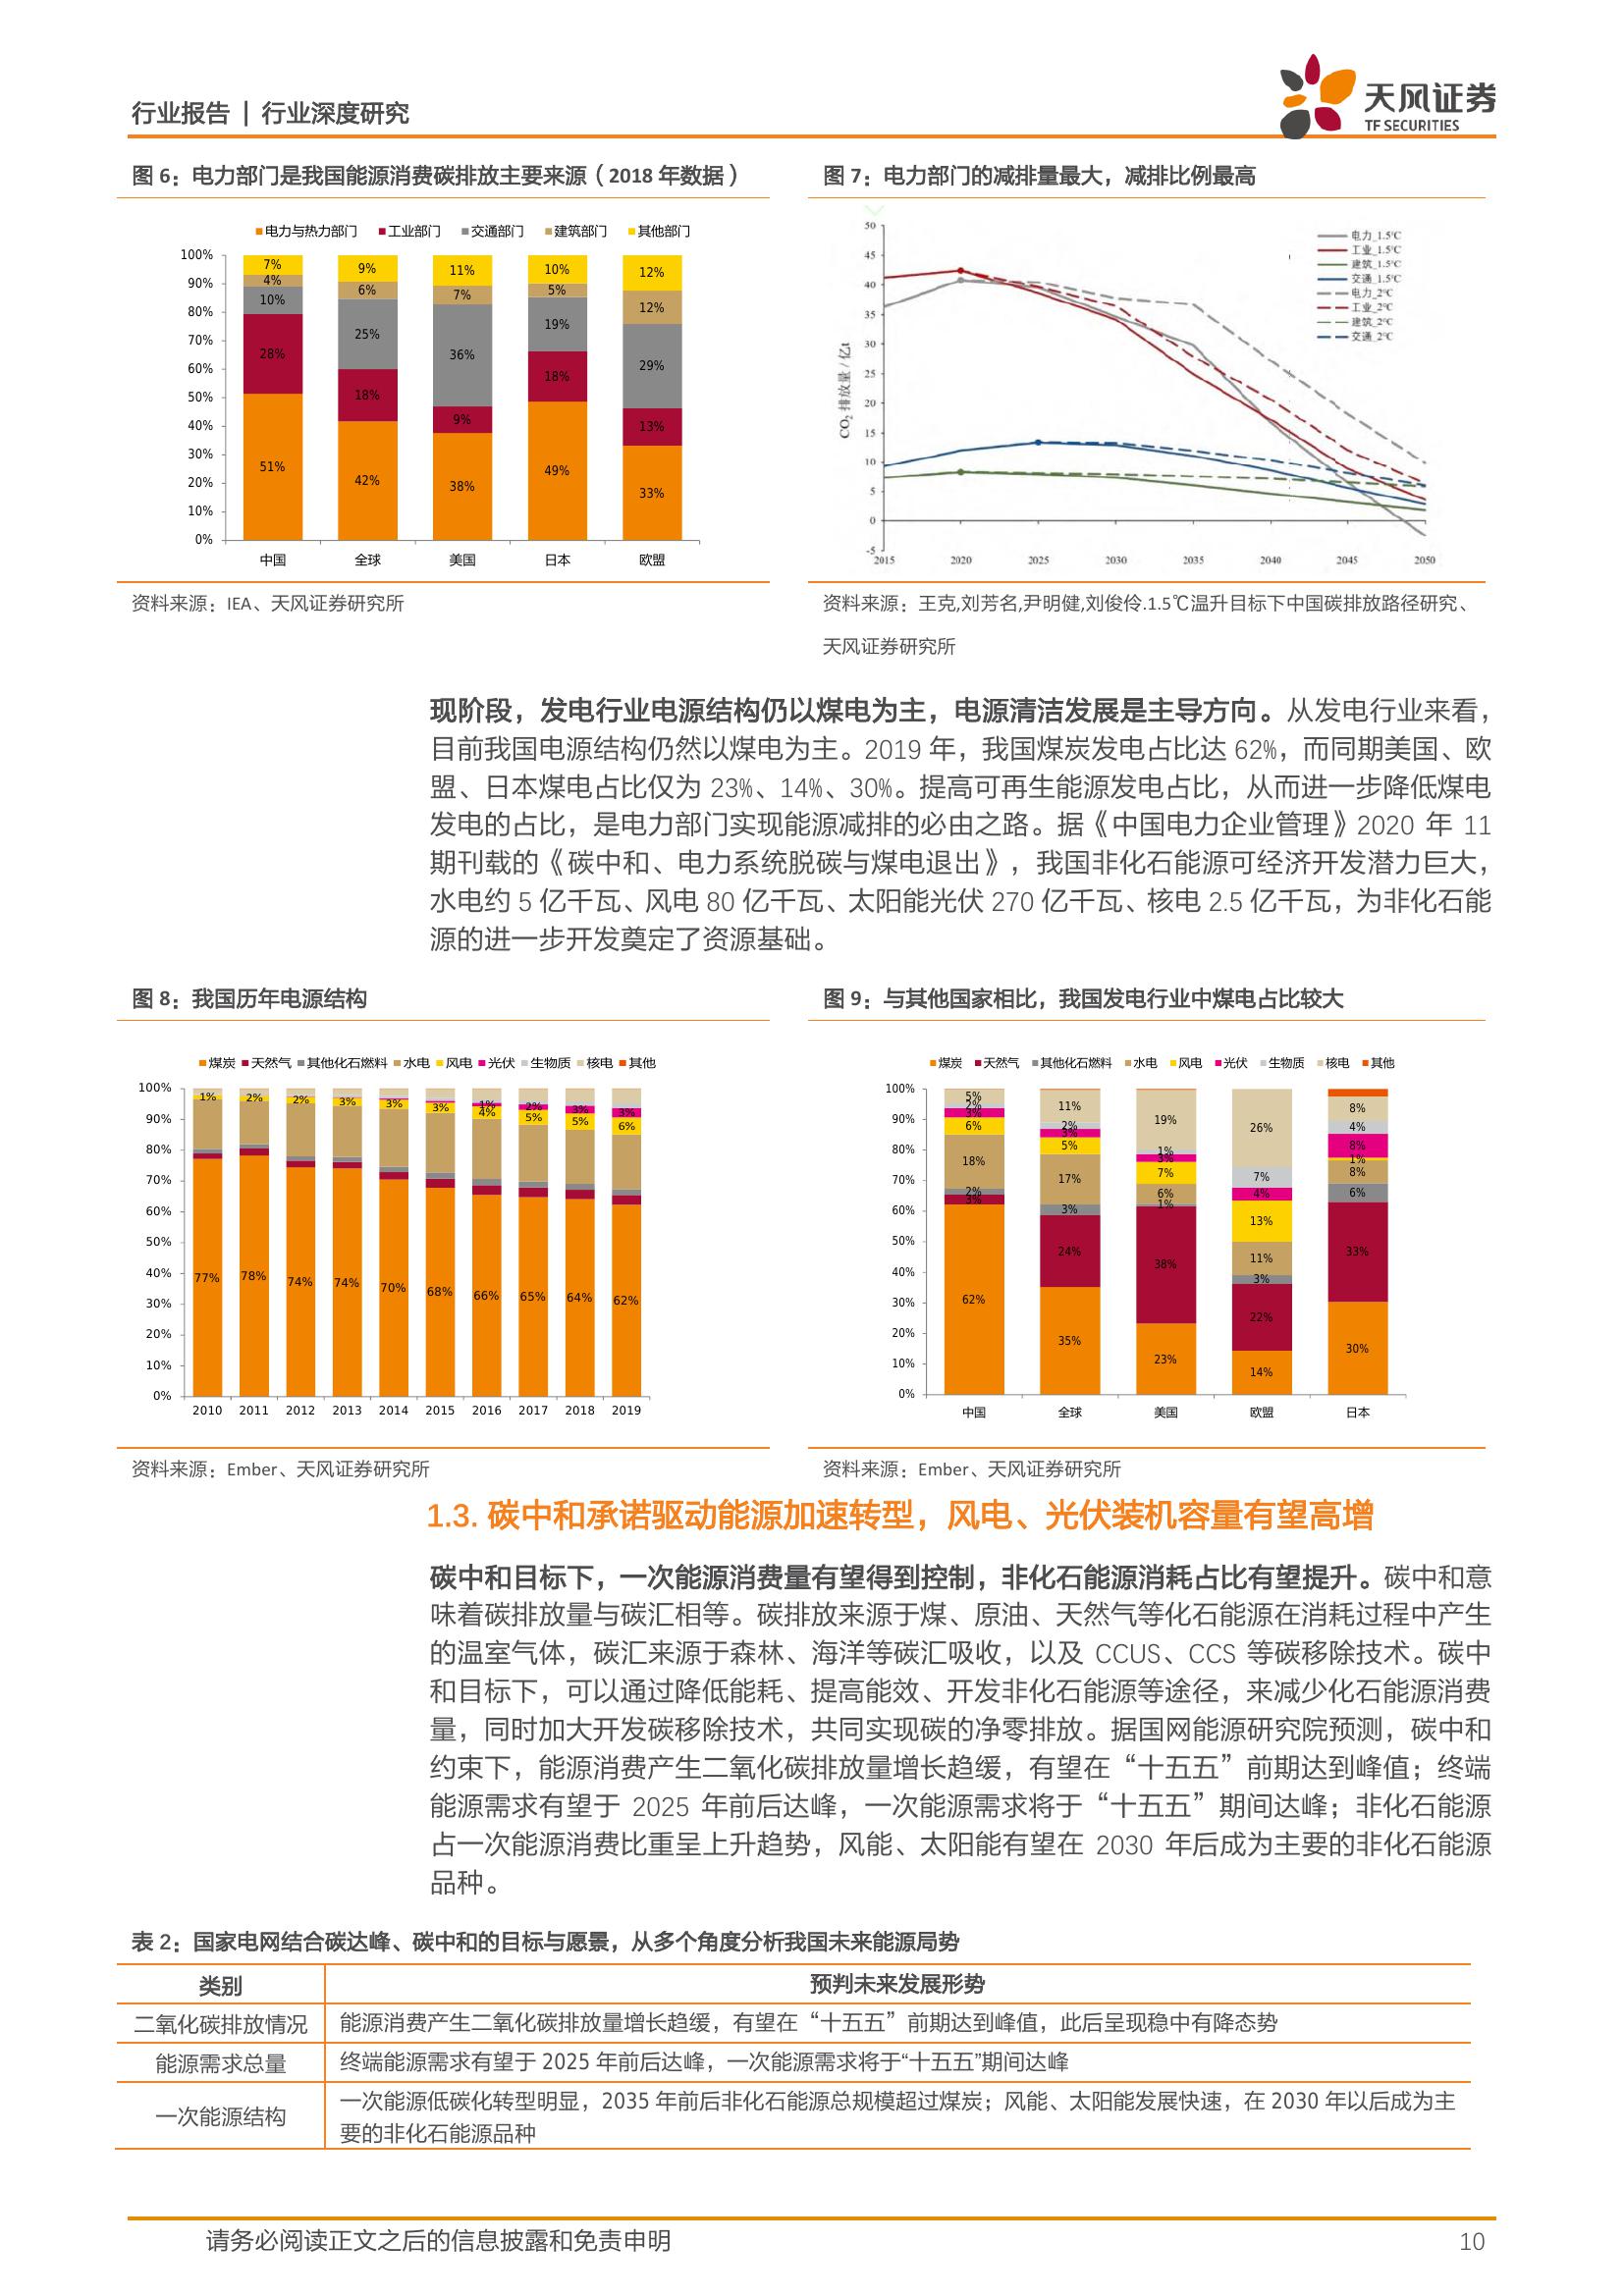 行业报告 | 行业深度研究
天风证券
TF SECURITIES
图 6：电力部门是我国能源消费碳排放主要来源（2018 年数据）
电力与热力部门 工业部门 交通部门 建筑部门 其他部门
100%
90%
80%
70%
60%
50%
40%
30%
20%
10%
0%
7% 9% 11% 10% 12%
4% 6% 7% 5% 12%
10% 25% 36% 19% 29%
28% 18% 9% 18% 13%
51% 42% 38% 49% 33%
中国 全球 美国 日本 欧盟
资料来源：IEA、天风证券研究所
图 7：电力部门的减排量最大，减排比例最高
CO2 排放量 / 亿t
50
45
40
35
30
25
20
15
10
5
0
-5
电力_1.5℃
工业_1.5℃
建筑_1.5℃
交通_1.5℃
电力_2℃
工业_2℃
建筑_2℃
交通_2℃
2015 2020 2025 2030 2035 2040 2045 2050
资料来源：王克,刘芳名,尹明健,刘俊伶.1.5℃温升目标下中国碳排放路径研究、
天风证券研究所
现阶段，发电行业电源结构仍以煤电为主，电源清洁发展是主导方向。从发电行业来看，
目前我国电源结构仍然以煤电为主。2019 年，我国煤炭发电占比达 62%，而同期美国、欧
盟、日本煤电占比仅为 23%、14%、30%。提高可再生能源发电占比，从而进一步降低煤电
发电的占比，是电力部门实现能源减排的必由之路。据《中国电力企业管理》2020 年 11
期刊载的《碳中和、电力系统脱碳与煤电退出》，我国非化石能源可经济开发潜力巨大，
水电约 5 亿千瓦、风电 80 亿千瓦、太阳能光伏 270 亿千瓦、核电 2.5 亿千瓦，为非化石能
源的进一步开发奠定了资源基础。
图 8：我国历年电源结构
煤炭 天然气 其他化石燃料 水电 风电 光伏 生物质 核电 其他
100%
90%
80%
70%
60%
50%
40%
30%
20%
10%
0%
1% 2% 3% 3%
1% 2% 2% 3% 3% 3% 4% 5% 5% 6%
77% 78% 74% 74% 70% 68% 66% 65% 64% 62%
2010 2011 2012 2013 2014 2015 2016 2017 2018 2019
资料来源：Ember、天风证券研究所
图 9：与其他国家相比，我国发电行业中煤电占比较大
煤炭 天然气 其他化石燃料 水电 风电 光伏 生物质 核电 其他
100%
90%
80%
70%
60%
50%
40%
30%
20%
10%
0%
5% 11% 19% 26% 8%
2% 2% 1% 7% 4%
3% 3% 3% 4% 8%
6% 5% 7% 13% 1%
18% 17% 6% 11% 8%
2% 3% 1% 3% 6%
3% 24% 38% 22% 33%
62% 35% 23% 14% 30%
中国 全球 美国 欧盟 日本
资料来源：Ember、天风证券研究所
1.3. 碳中和承诺驱动能源加速转型，风电、光伏装机容量有望高增
碳中和目标下，一次能源消费量有望得到控制，非化石能源消耗占比有望提升。碳中和意
味着碳排放量与碳汇相等。碳排放来源于煤、原油、天然气等化石能源在消耗过程中产生
的温室气体，碳汇来源于森林、海洋等碳汇吸收，以及 CCUS、CCS 等碳移除技术。碳中
和目标下，可以通过降低能耗、提高能效、开发非化石能源等途径，来减少化石能源消费
量，同时加大开发碳移除技术，共同实现碳的净零排放。据国网能源研究院预测，碳中和
约束下，能源消费产生二氧化碳排放量增长趋缓，有望在“十五五”前期达到峰值；终端
能源需求有望于 2025 年前后达峰，一次能源需求将于“十五五”期间达峰；非化石能源
占一次能源消费比重呈上升趋势，风能、太阳能有望在 2030 年后成为主要的非化石能源
品种。
表 2：国家电网结合碳达峰、碳中和的目标与愿景，从多个角度分析我国未来能源局势
类别 预判未来发展形势
二氧化碳排放情况 能源消费产生二氧化碳排放量增长趋缓，有望在“十五五”前期达到峰值，此后呈现稳中有降态势
能源需求总量 终端能源需求有望于 2025 年前后达峰，一次能源需求将于“十五五”期间达峰
一次能源结构 一次能源低碳化转型明显，2035 年前后非化石能源总规模超过煤炭；风能、太阳能发展快速，在 2030 年以后成为主
要的非化石能源品种
请务必阅读正文之后的信息披露和免责申明 10